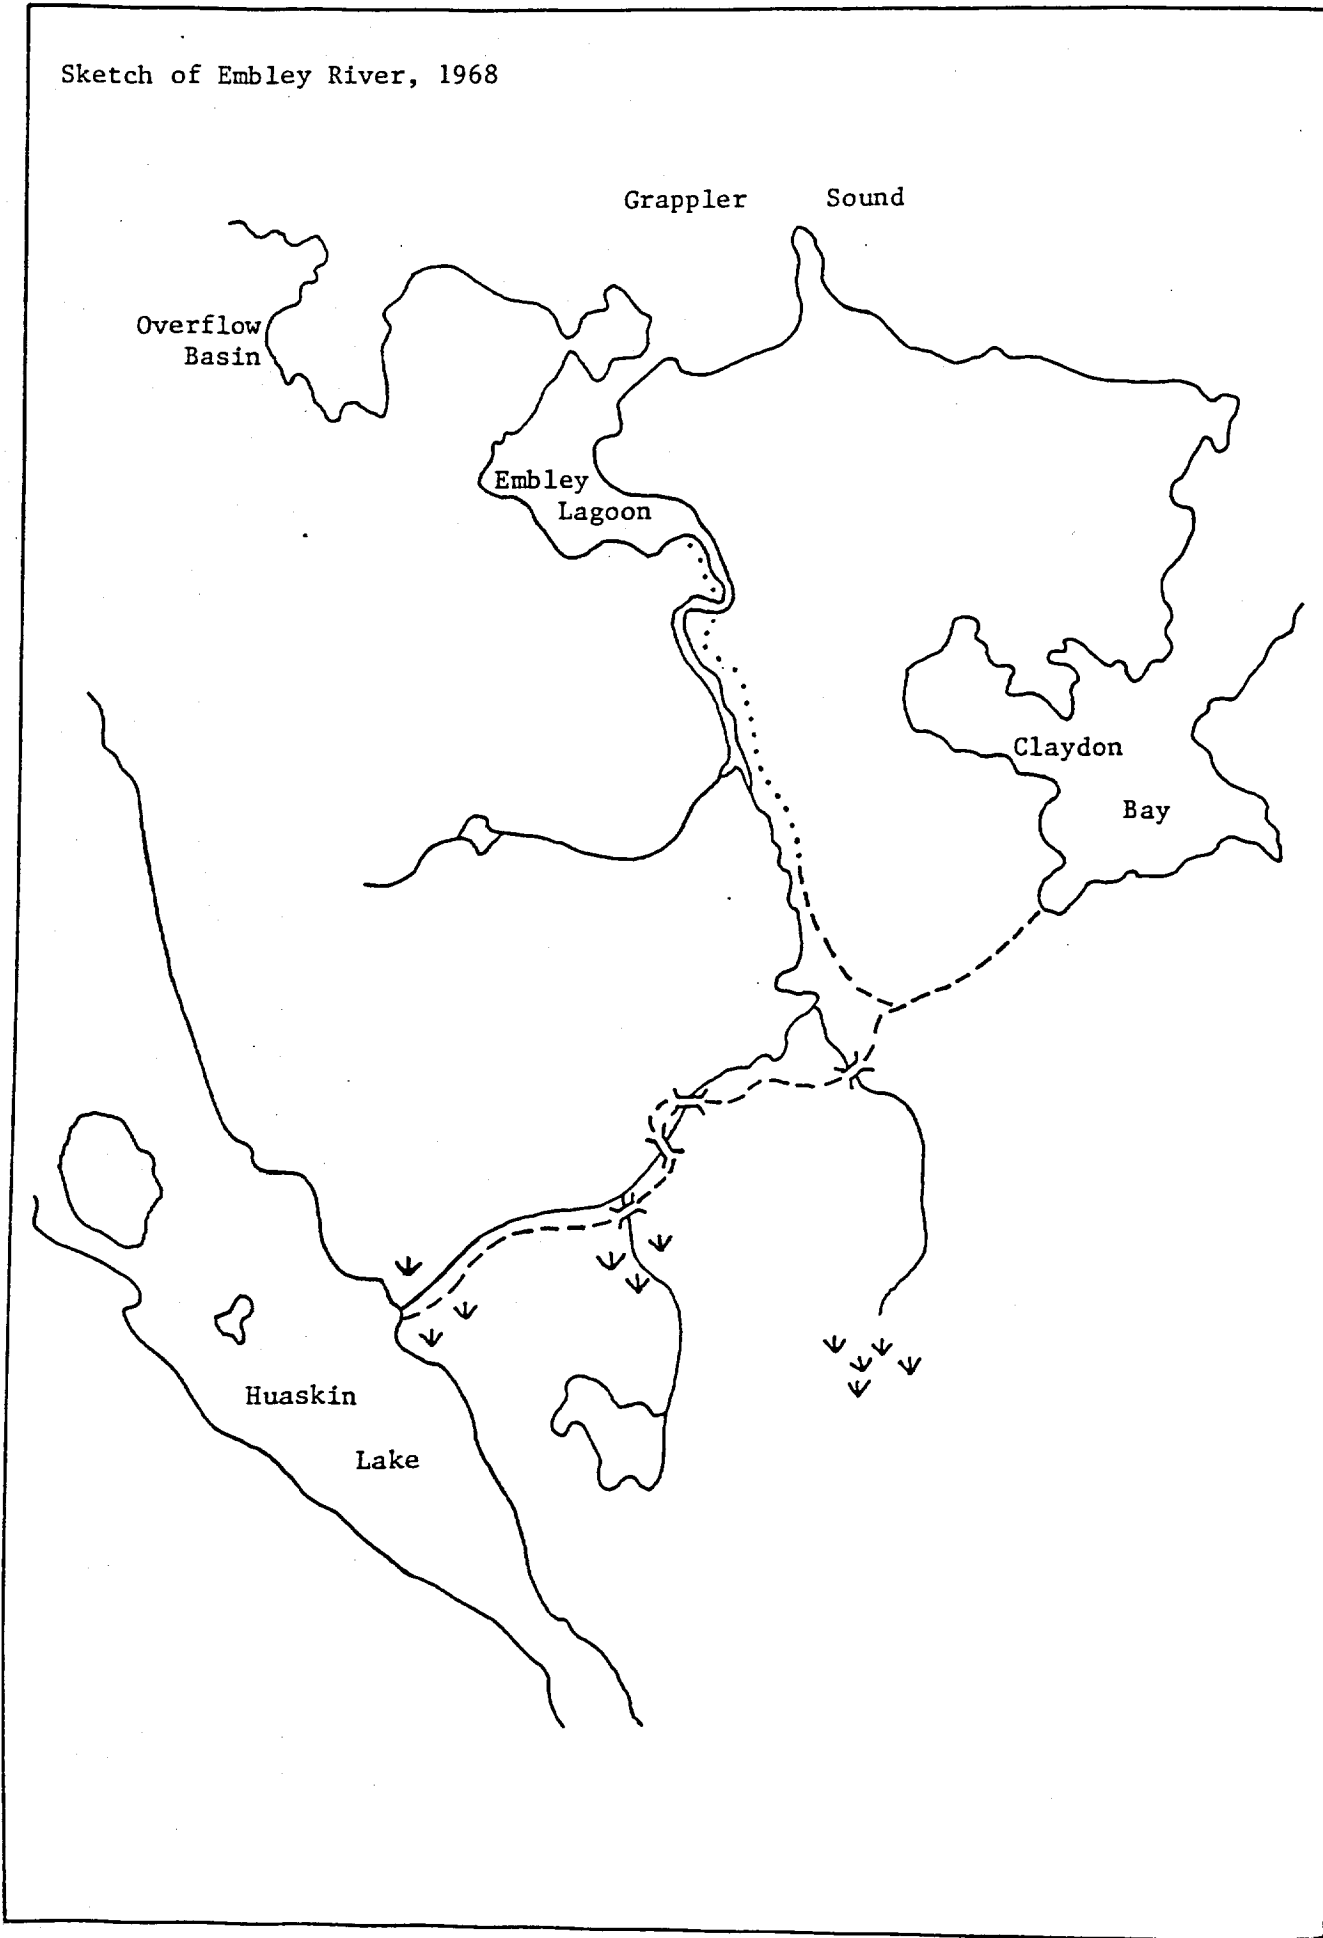 Sketch of Embley River, 1968
Grappler Sound
Overflow
Basin
Embley
Lagoon
Claydon
Bay
Huaskin
Lake